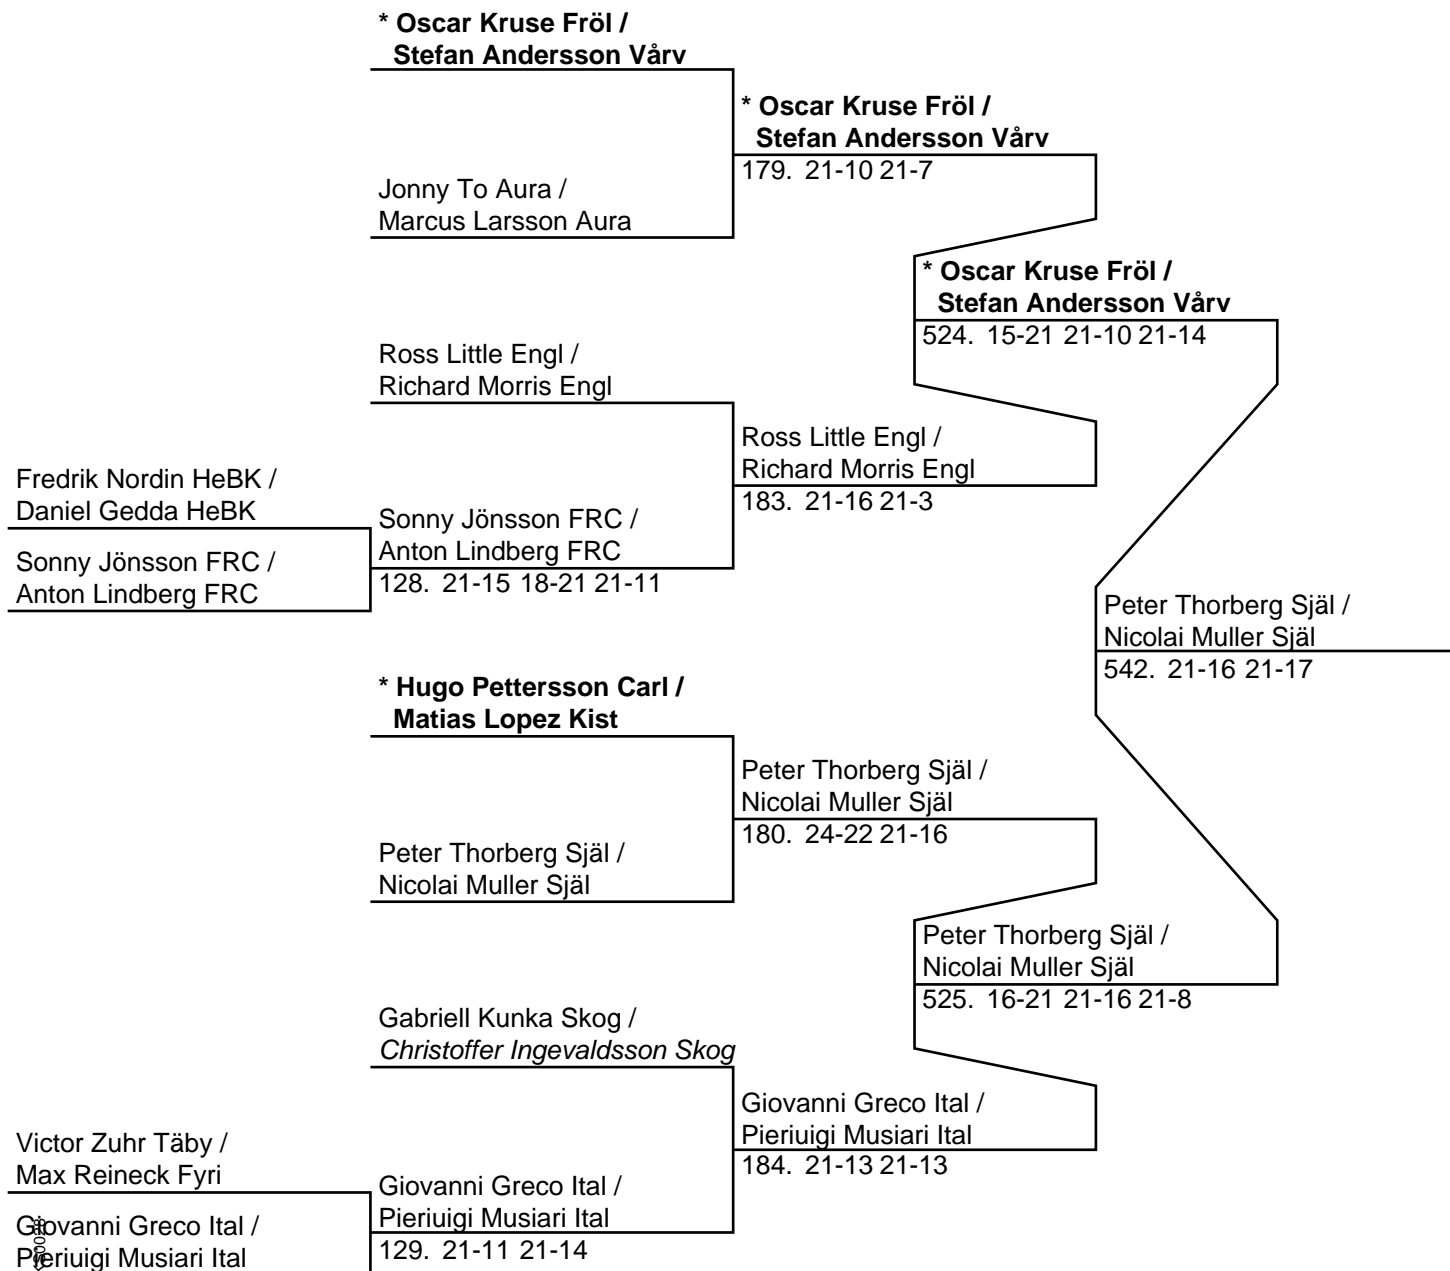 * Oscar Kruse Fröl /
Stefan Andersson Vårv
* Oscar Kruse Fröl /
Stefan Andersson Vårv
179. 21-10 21-7
Jonny To Aura /
Marcus Larsson Aura
* Oscar Kruse Fröl /
Stefan Andersson Vårv
524. 15-21 21-10 21-14
Ross Little Engl /
Richard Morris Engl
Ross Little Engl /
Richard Morris Engl
183. 21-16 21-3
Fredrik Nordin HeBK /
Daniel Gedda HeBK
Sonny Jönsson FRC /
Anton Lindberg FRC
128. 21-15 18-21 21-11
Sonny Jönsson FRC /
Anton Lindberg FRC
Peter Thorberg Själ /
Nicolai Muller Själ
542. 21-16 21-17
* Hugo Pettersson Carl /
Matias Lopez Kist
Peter Thorberg Själ /
Nicolai Muller Själ
180. 24-22 21-16
Peter Thorberg Själ /
Nicolai Muller Själ
Peter Thorberg Själ /
Nicolai Muller Själ
525. 16-21 21-16 21-8
Gabriell Kunka Skog /
Christoffer Ingevaldsson Skog
Giovanni Greco Ital /
Pieriuigi Musiari Ital
184. 21-13 21-13
Victor Zuhr Täby /
Max Reineck Fyri
Giovanni Greco Ital /
Pieriuigi Musiari Ital
129. 21-11 21-14
Giovanni Greco Ital /
Pieriuigi Musiari Ital